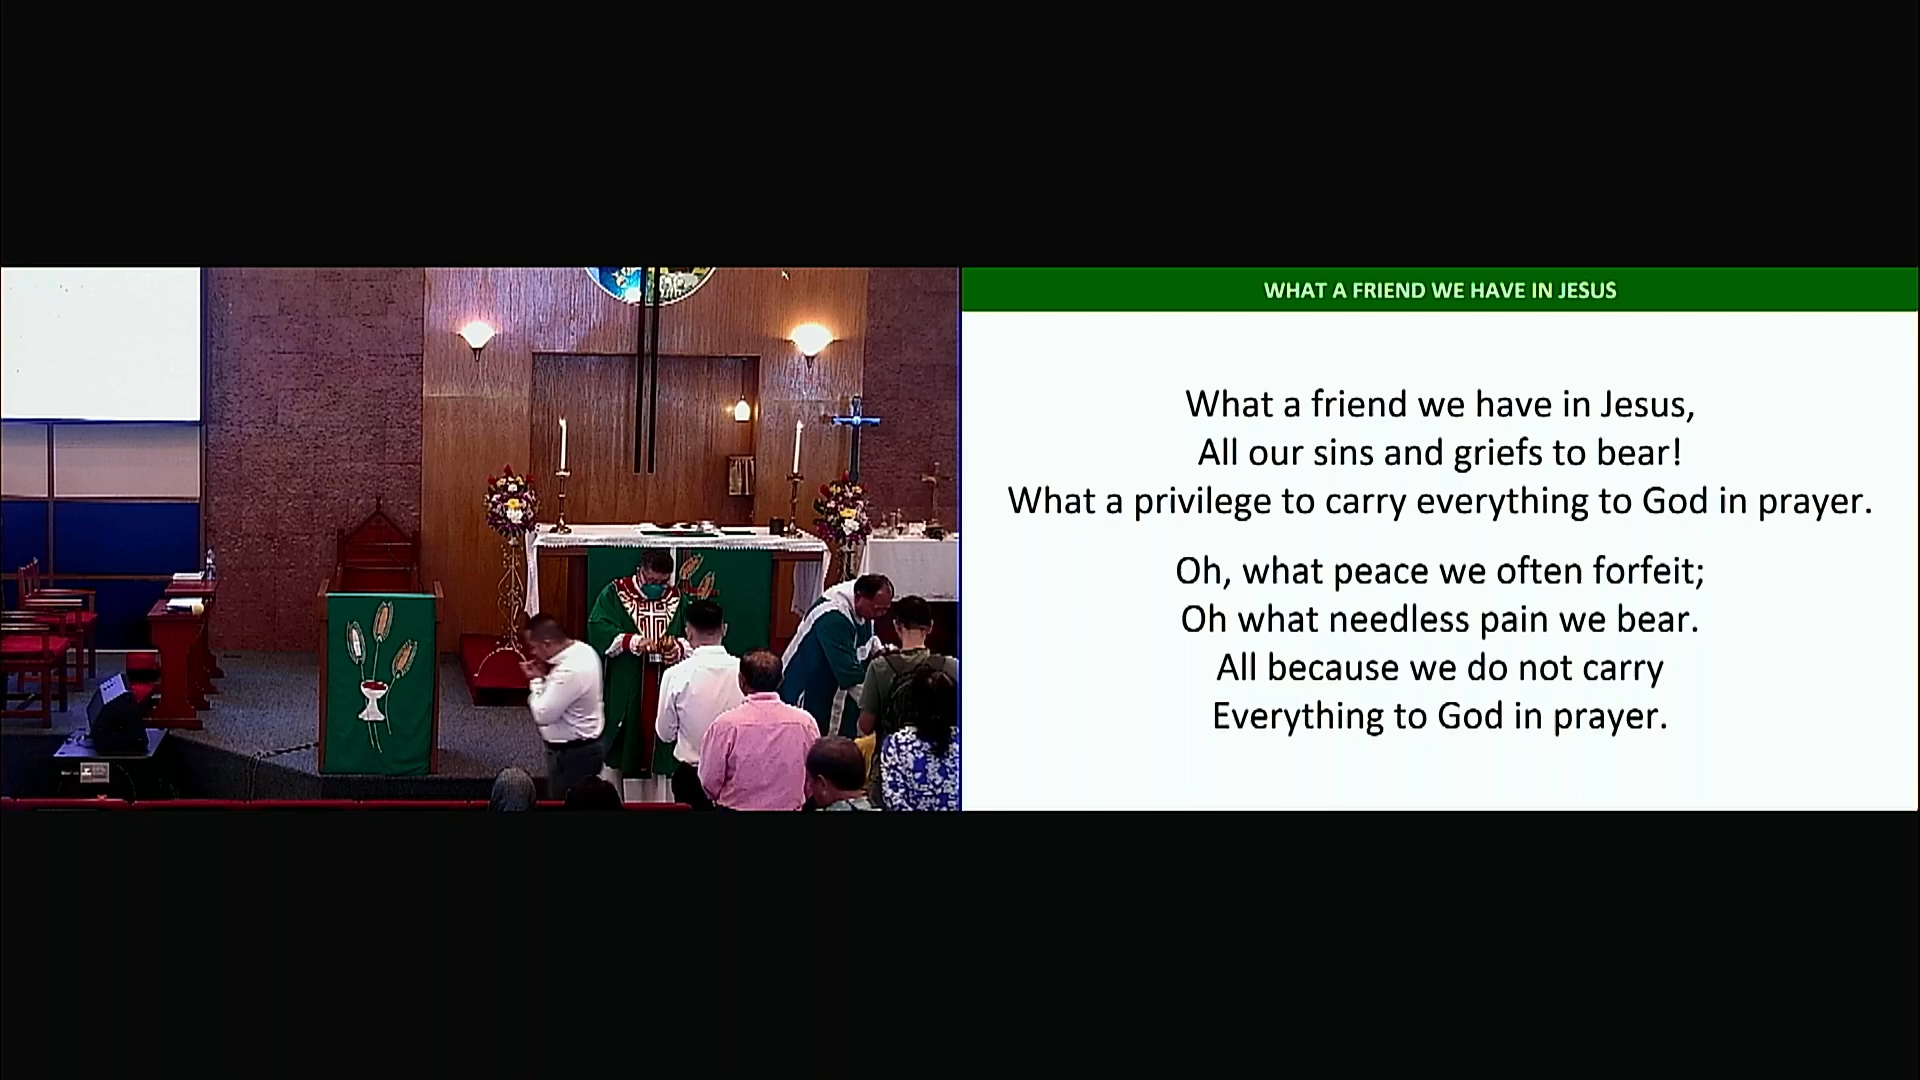 WHAT A FRIEND WE HAVE IN JESUS
What a friend we have in Jesus,
All our sins and griefs to bear!
What a privilege to carry everything to God in prayer.
Oh, what peace we often forfeit;
Oh what needless pain we bear.
All because we do not carry
Everything to God in prayer.